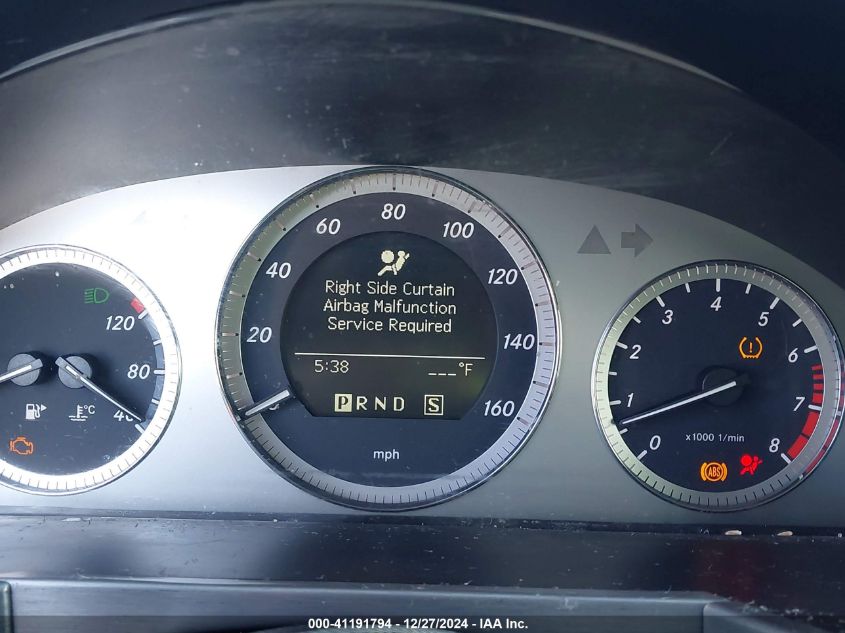 Right Side Curtain
Airbag Malfunction
Service Required
5:38 ___°F
P R N D S
0 20 40 60 80 100 120 140 160
mph
120
80
40
°C
0 1 2 3 4 5 6 7 8
x1000 1/min
ABS
000-41191794 - 12/27/2024 - IAA Inc.